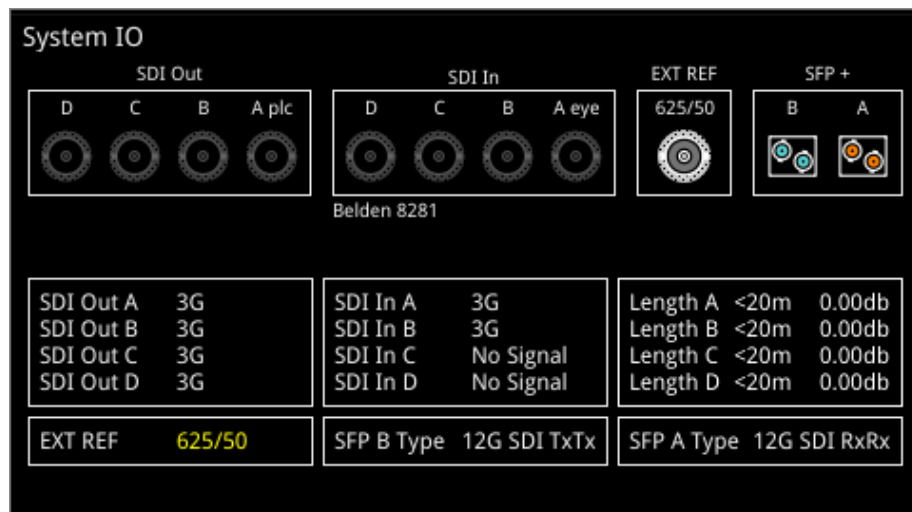 System IO
SDI Out
SDI In
EXT REF
SFP +
D C B A plc
D C B A eye
625/50
B A
Belden 8281
SDI Out A 3G
SDI Out B 3G
SDI Out C 3G
SDI Out D 3G
SDI In A 3G
SDI In B 3G
SDI In C No Signal
SDI In D No Signal
Length A <20m 0.00db
Length B <20m 0.00db
Length C <20m 0.00db
Length D <20m 0.00db
EXT REF 625/50
SFP B Type 12G SDI TxTx
SFP A Type 12G SDI RxRx